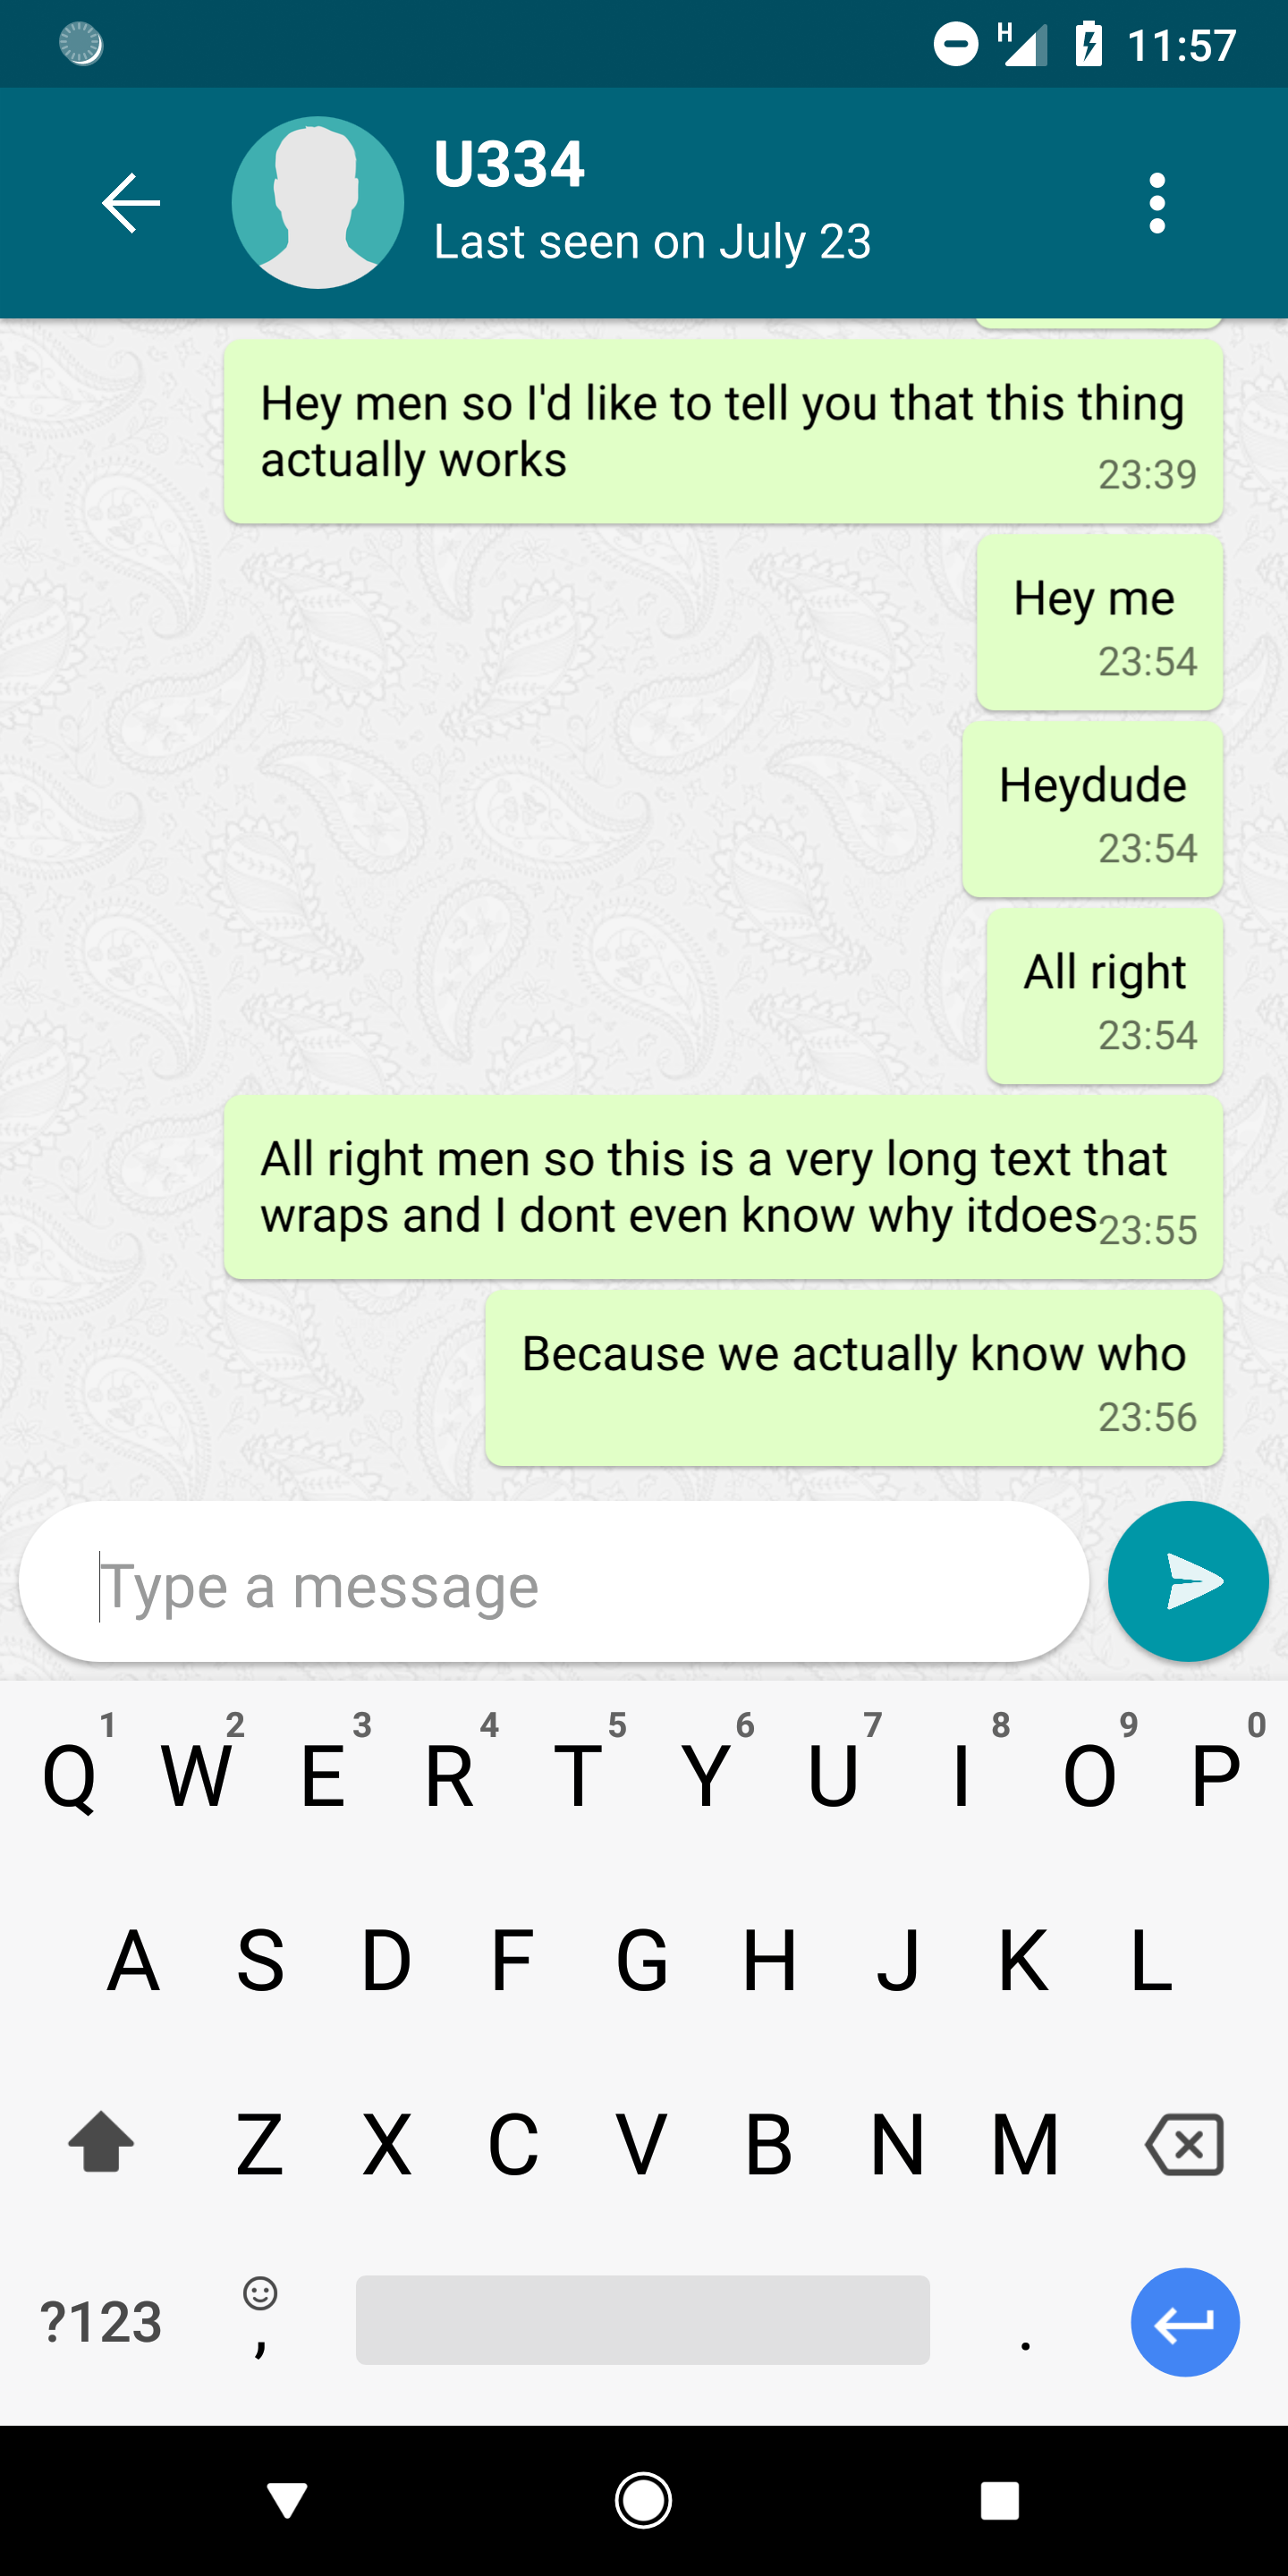 H 11:57
U334
Last seen on July 23
Hey men so I'd like to tell you that this thing
actually works
23:39
Hey me
23:54
Heydude
23:54
All right
23:54
All right men so this is a very long text that
wraps and I dont even know why itdoes
23:55
Because we actually know who
23:56
Type a message
1 2 3 4 5 6 7 8 9 0
Q W E R T Y U I O P
A S D F G H J K L
Z X C V B N M
?123 , .